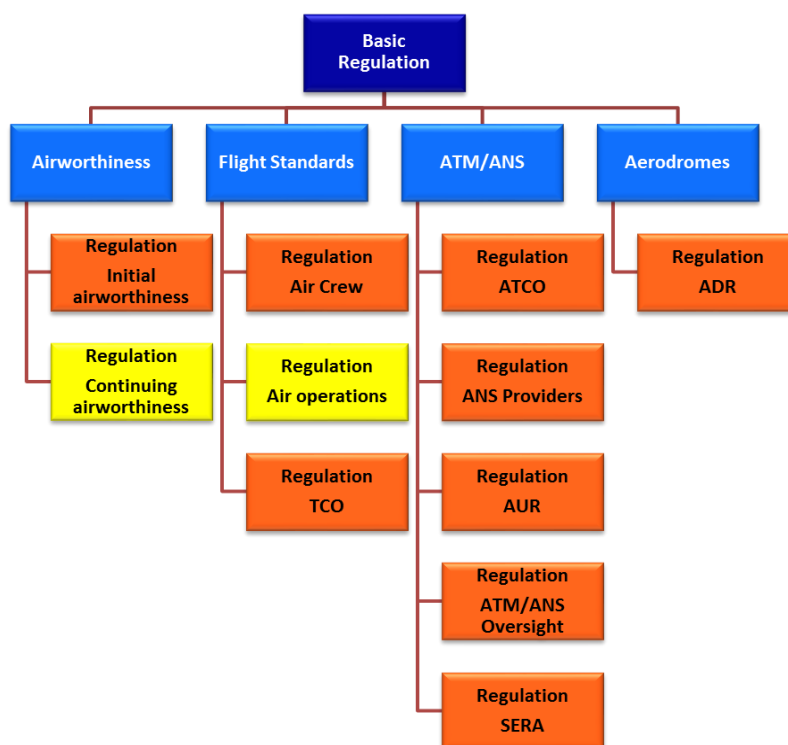 Basic
Regulation
Airworthiness
Flight Standards
ATM/ANS
Aerodromes
Regulation
Initial
airworthiness
Regulation
Continuing
airworthiness
Regulation
Air Crew
Regulation
Air operations
Regulation
TCO
Regulation
ATCO
Regulation
ANS Providers
Regulation
AUR
Regulation
ATM/ANS
Oversight
Regulation
SERA
Regulation
ADR